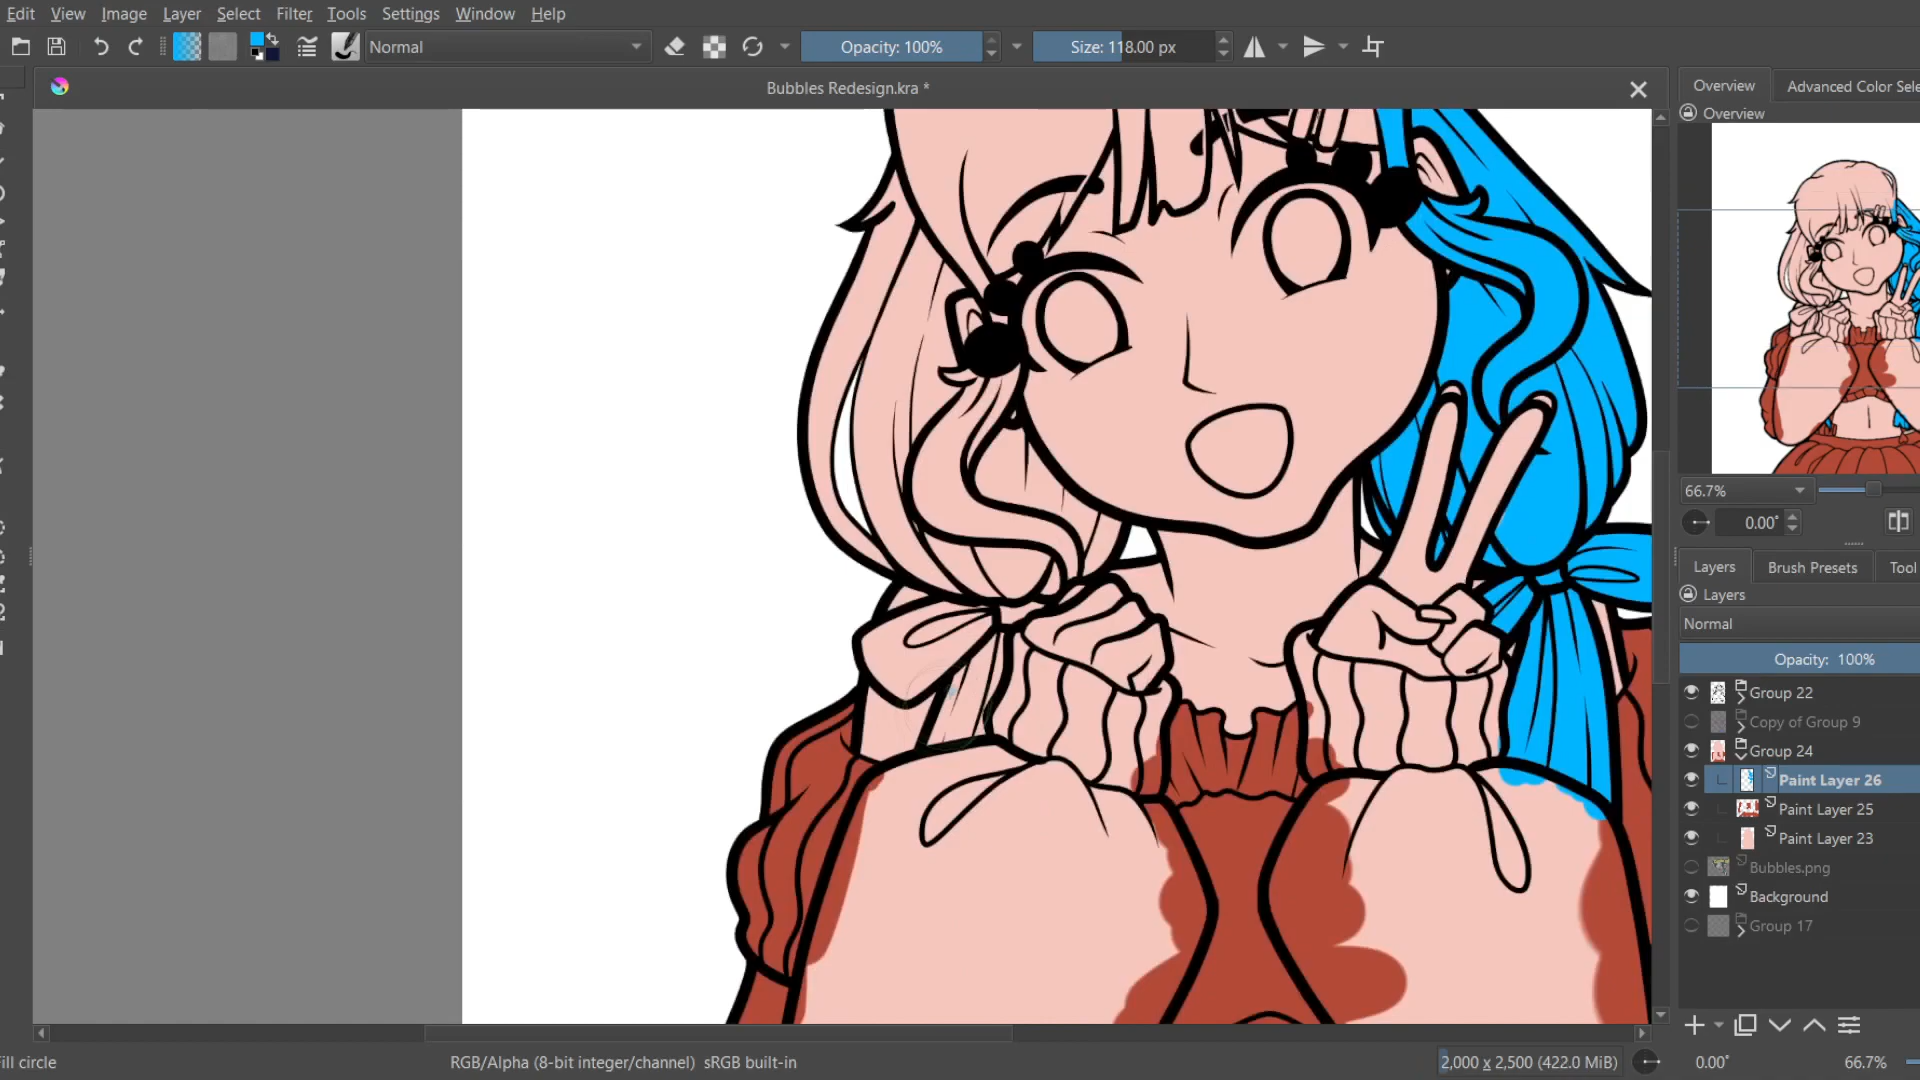 Edit View Image Layer Select Filter Tools Settings Window Help
Normal Opacity: 100% Size: 118.00 px
Bubbles Redesign.kra *
Overview Advanced Color Sele
Overview
66.7%
0.00°
Layers Brush Presets Tool
Layers
Normal
Opacity: 100%
Group 22
Copy of Group 9
Group 24
Paint Layer 26
Paint Layer 25
Paint Layer 23
Bubbles.png
Background
Group 17
ill circle RGB/Alpha (8-bit integer/channel) sRGB built-in 2,000 x 2,500 (422.0 MiB) 0.00° 66.7%